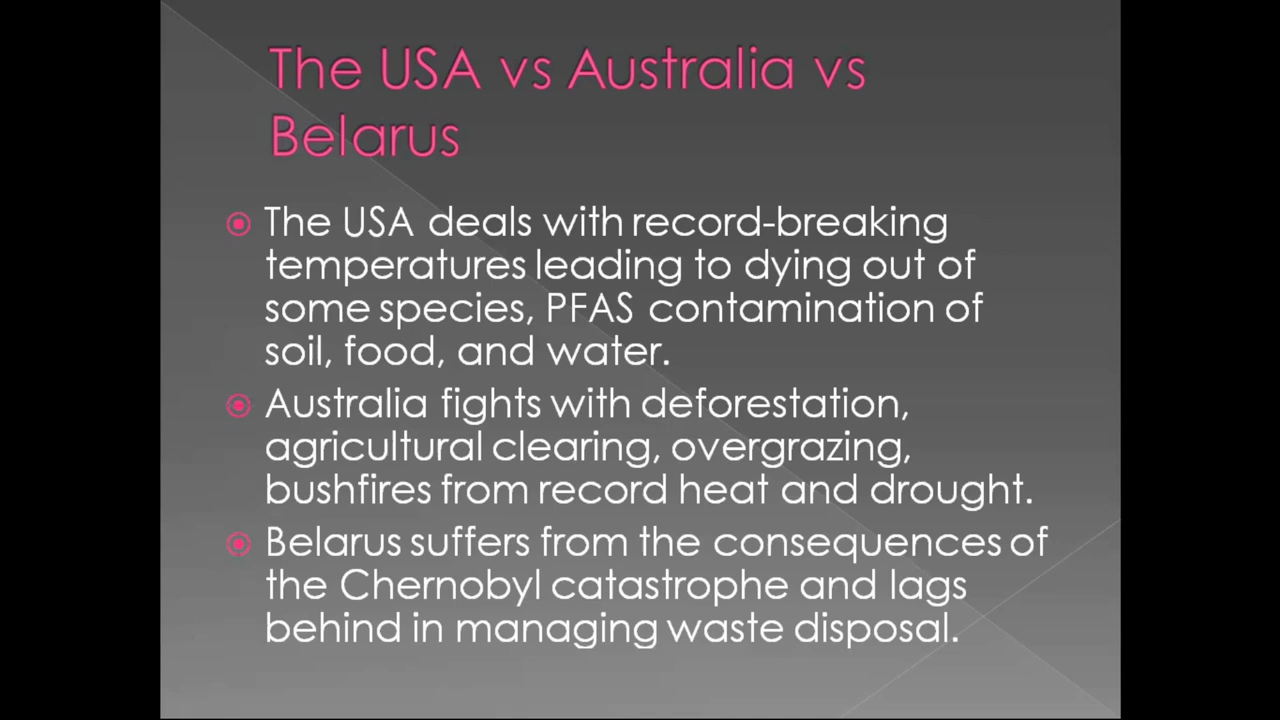 The USA vs Australia vs
Belarus
The USA deals with record-breaking
temperatures leading to dying out of
some species, PFAS contamination of
soil, food, and water.
Australia fights with deforestation,
agricultural clearing, overgrazing,
bushfires from record heat and drought.
Belarus suffers from the consequences of
the Chernobyl catastrophe and lags
behind in managing waste disposal.